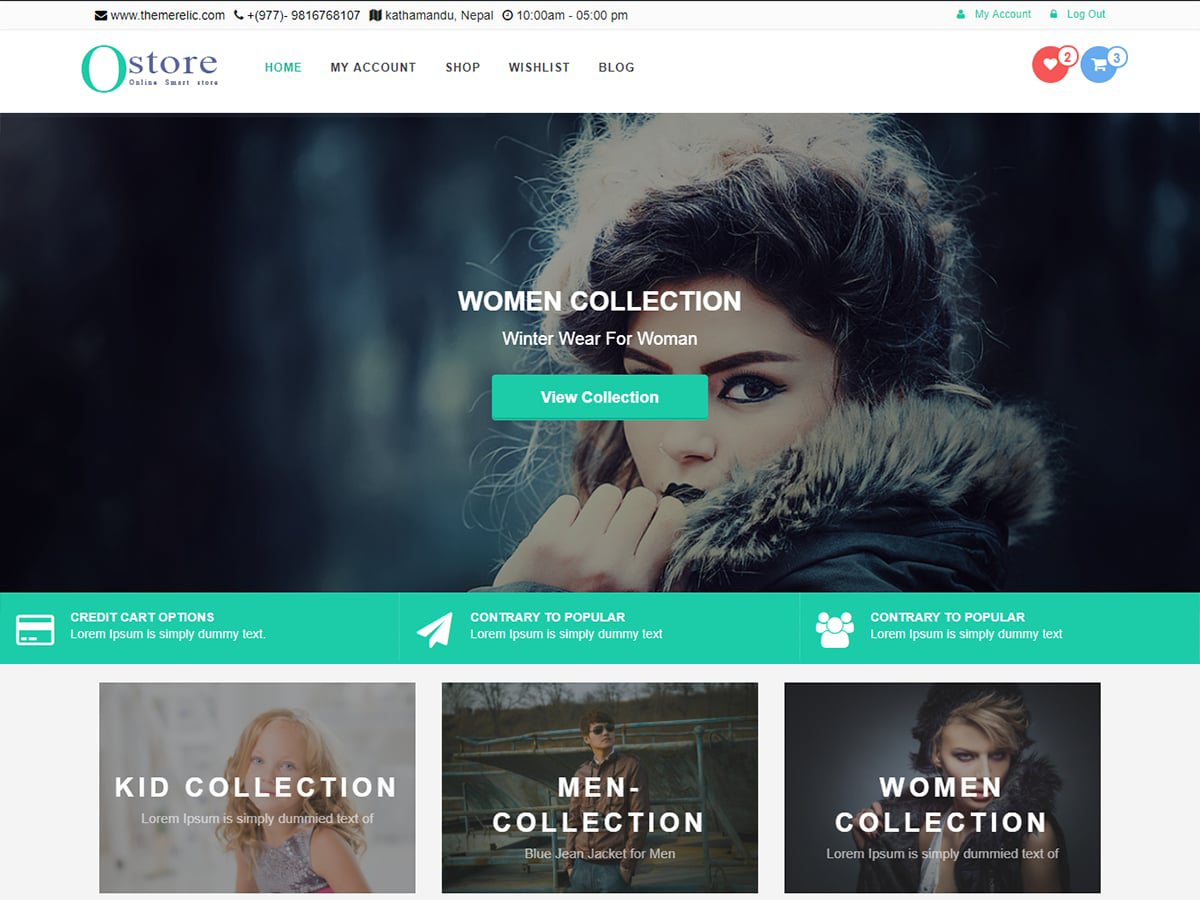 www.themerelic.com +(977)- 9816768107 kathamandu, Nepal 10:00am - 05:00 pm My Account Log Out
Ostore
Online Smart store
HOME MY ACCOUNT SHOP WISHLIST BLOG
2 3
WOMEN COLLECTION
Winter Wear For Woman
View Collection
CREDIT CART OPTIONS
Lorem Ipsum is simply dummy text.
CONTRARY TO POPULAR
Lorem Ipsum is simply dummy text
CONTRARY TO POPULAR
Lorem Ipsum is simply dummy text
KID COLLECTION
Lorem Ipsum is simply dummied text of
MEN-
COLLECTION
Blue Jean Jacket for Men
WOMEN
COLLECTION
Lorem Ipsum is simply dummied text of